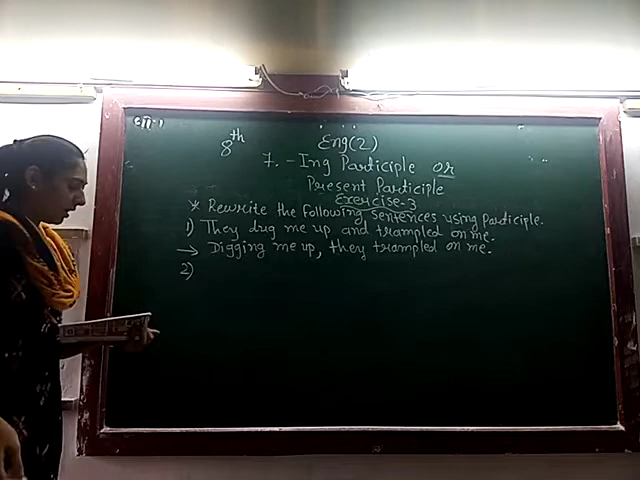 8th
Eng(2)
7. -Ing Participle or
Present Participle
Exercise-3
* Rewrite the following sentences using participle.
1) They dug me up and trampled on me.
→ Digging me up, they trampled on me.
2)